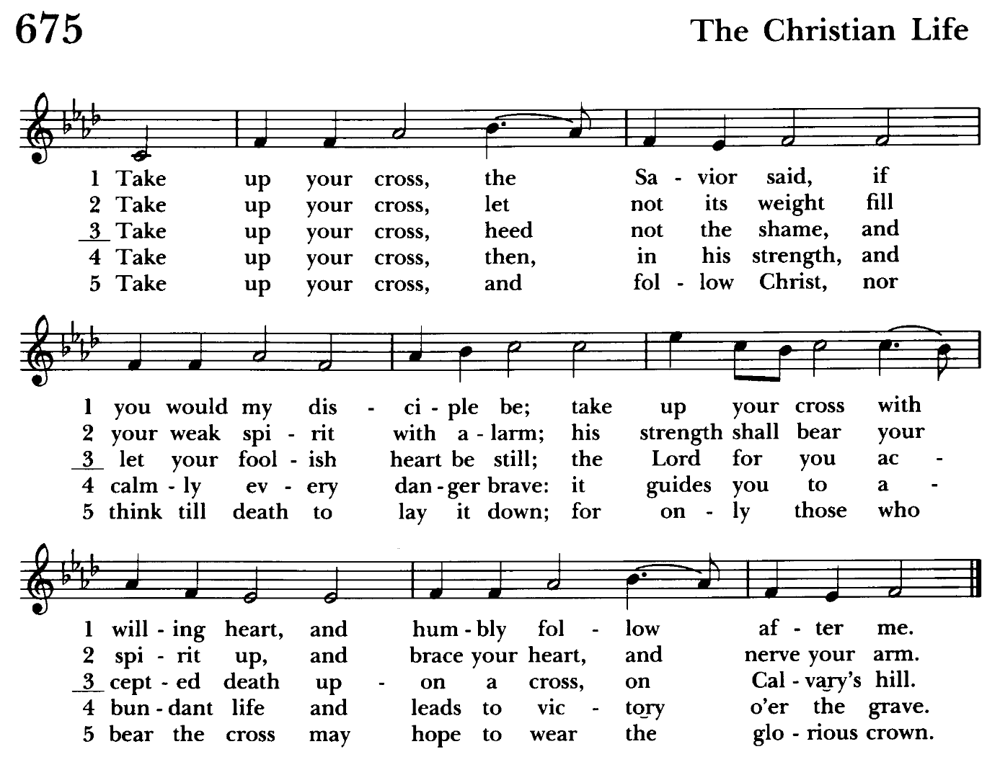 675 The Christian Life
1 Take up your cross, the Sa - vior said, if
2 Take up your cross, let not its weight fill
3 Take up your cross, heed not the shame, and
4 Take up your cross, then, in his strength, and
5 Take up your cross, and fol - low Christ, nor
1 you would my dis - ci - ple be; take up your cross with
2 your weak spi - rit with a - larm; his strength shall bear your
3 let your fool - ish heart be still; the Lord for you ac -
4 calm - ly ev - ery dan - ger brave: it guides you to a -
5 think till death to lay it down; for on - ly those who
1 will - ing heart, and hum - bly fol - low af - ter me.
2 spi - rit up, and brace your heart, and nerve your arm.
3 cept - ed death up - on a cross, on Cal - vary's hill.
4 bun - dant life and leads to vic - tory o'er the grave.
5 bear the cross may hope to wear the glo - rious crown.